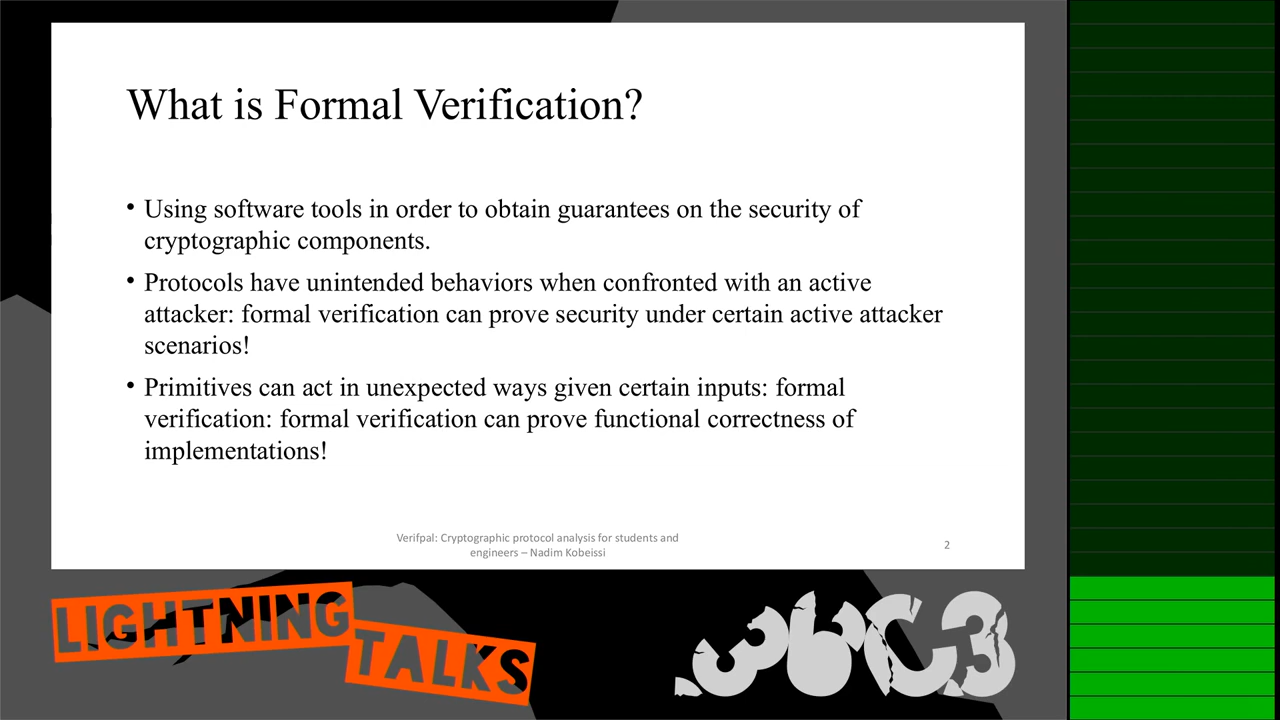 What is Formal Verification?
• Using software tools in order to obtain guarantees on the security of
cryptographic components.
• Protocols have unintended behaviors when confronted with an active
attacker: formal verification can prove security under certain active attacker
scenarios!
• Primitives can act in unexpected ways given certain inputs: formal
verification: formal verification can prove functional correctness of
implementations!
Verifpal: Cryptographic protocol analysis for students and
engineers – Nadim Kobeissi
2
LIGHTNING
TALKS
36C3